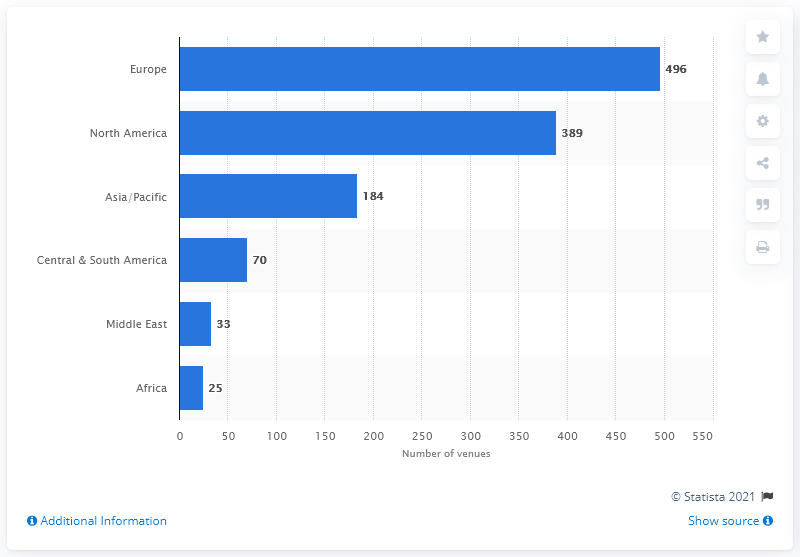 Europe 496
North America 389
Asia/Pacific 184
Central & South America 70
Middle East 33
Africa 25
0 50 100 150 200 250 300 350 400 450 500 550
Number of venues
© Statista 2021
Additional Information Show source